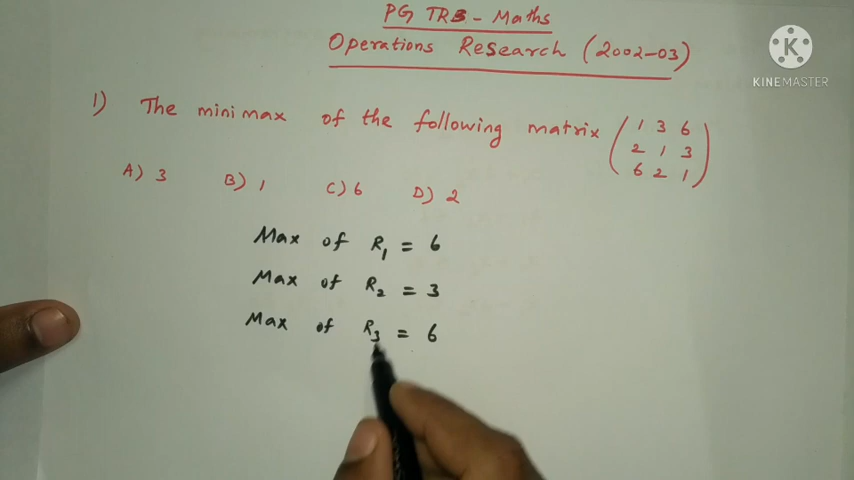 PG TRB - Maths
Operations Research (2002-03)
K
KINEMASTER
1) The minimax of the following matrix (1 3 6
2 1 3
6 2 1)
A) 3 B) 1 C) 6 D) 2
Max of R1 = 6
Max of R2 = 3
Max of R3 = 6